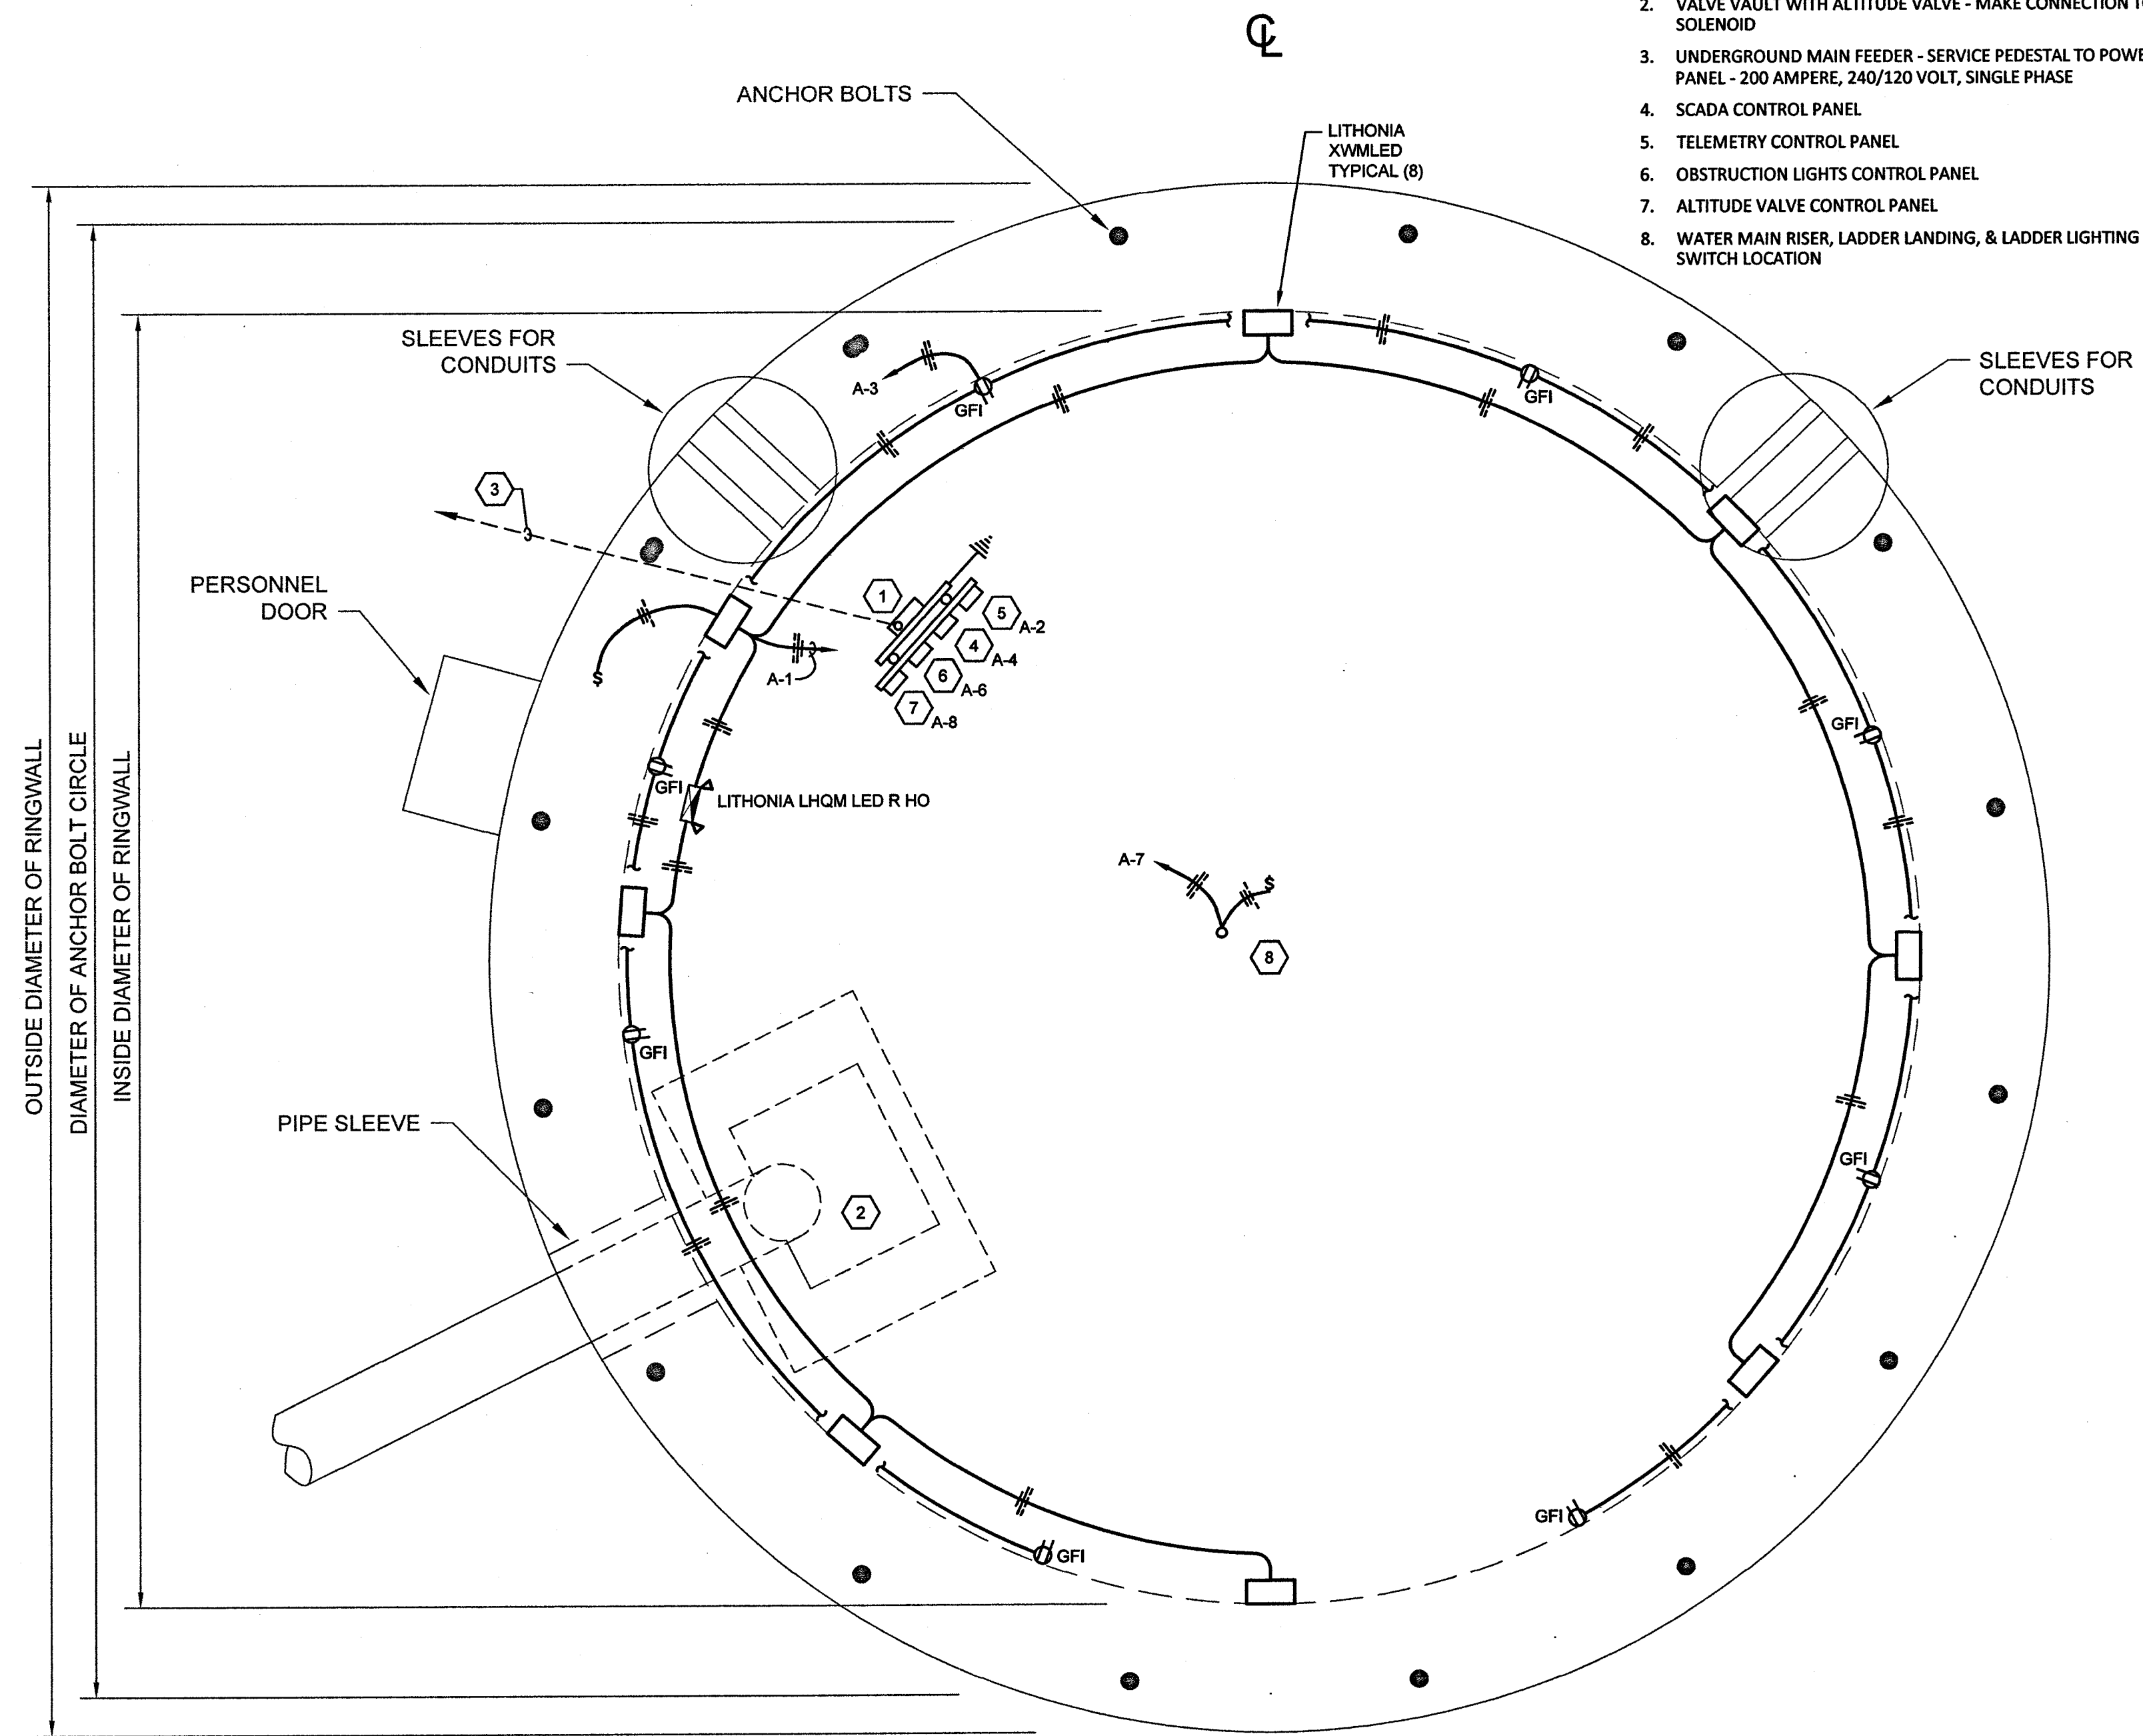 ℄
2. VALVE VAULT WITH ALTITUDE VALVE - MAKE CONNECTION
SOLENOID
3. UNDERGROUND MAIN FEEDER - SERVICE PEDESTAL TO
PANEL - 200 AMPERE, 240/120 VOLT, SINGLE PHASE
4. SCADA CONTROL PANEL
5. TELEMETRY CONTROL PANEL
6. OBSTRUCTION LIGHTS CONTROL PANEL
7. ALTITUDE VALVE CONTROL PANEL
8. WATER MAIN RISER, LADDER LANDING, & LADDER LIGHTING
SWITCH LOCATION
ANCHOR BOLTS
LITHONIA
XWMLED
TYPICAL (8)
SLEEVES FOR
CONDUITS
SLEEVES FOR
CONDUITS
A-3
GFI
GFI
3
PERSONNEL
DOOR
1
5
A-2
4
A-4
6
A-6
7
A-8
$
A-1
GFI
GFI
LITHONIA LHQM LED R HO
OUTSIDE DIAMETER OF RINGWALL
DIAMETER OF ANCHOR BOLT CIRCLE
INSIDE DIAMETER OF RINGWALL
A-7
$
8
GFI
PIPE SLEEVE
GFI
2
GFI
GFI